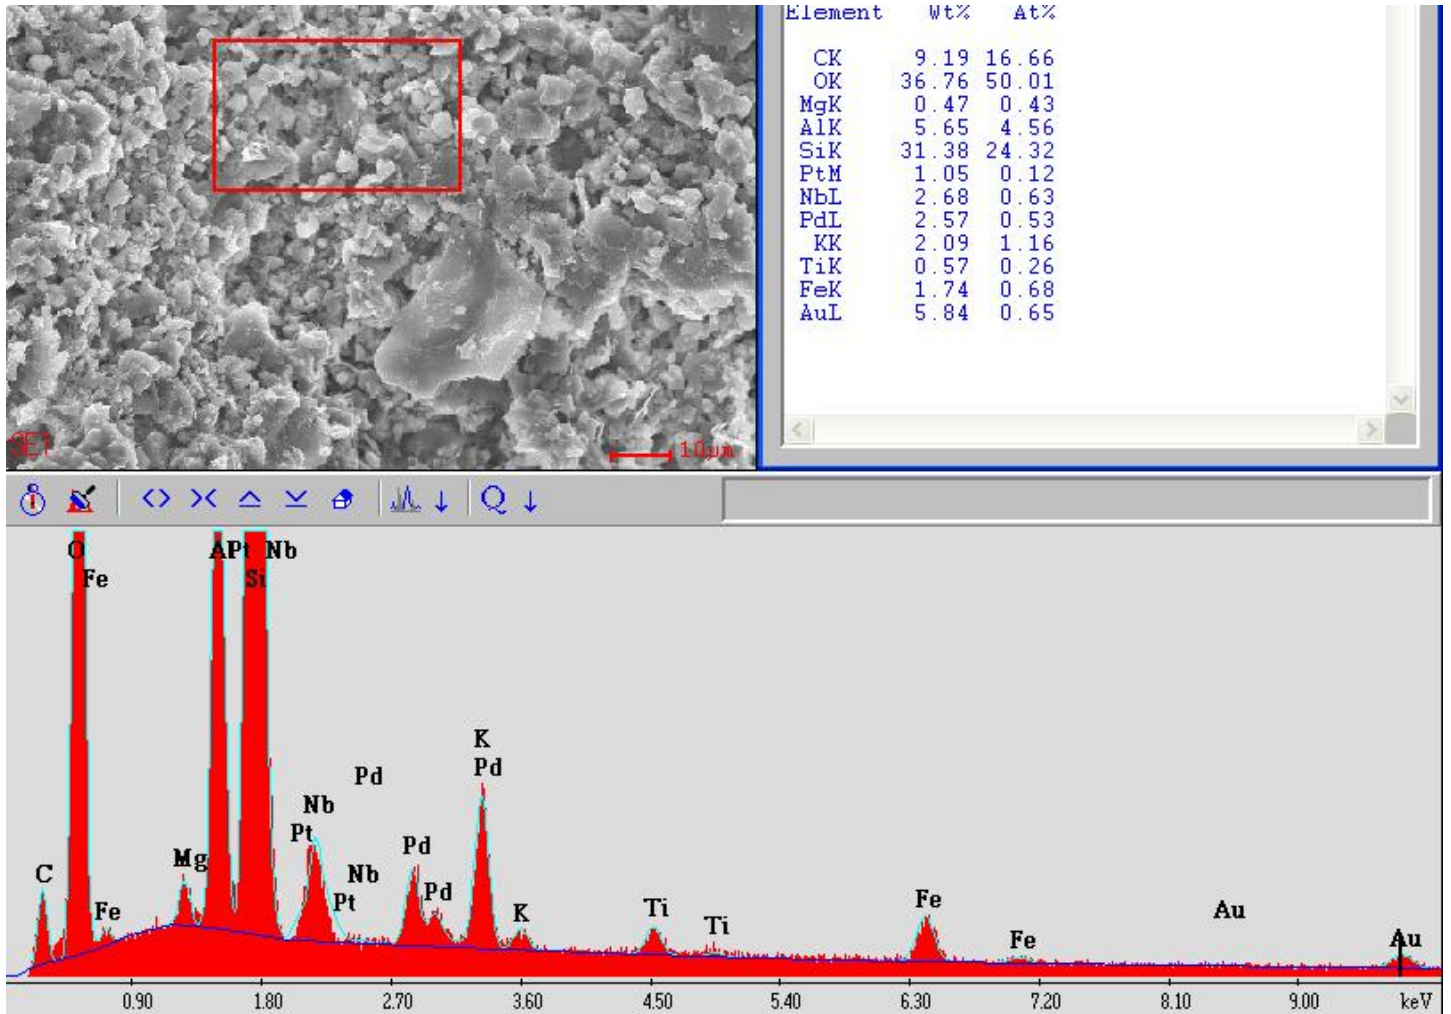 Element Wt% At%
CK 9.19 16.66
OK 36.76 50.01
MgK 0.47 0.43
AlK 5.65 4.56
SiK 31.38 24.32
PtM 1.05 0.12
NbL 2.68 0.63
PdL 2.57 0.53
KK 2.09 1.16
TiK 0.57 0.26
FeK 1.74 0.68
AuL 5.84 0.65
SE1
10µm
Q
O
Al Pt Nb
Fe
Si
K
Pd
Pd
Nb
Pt
Pd
Mg
C
Nb
Pd
Fe
Pt
K
Ti
Ti
Fe
Fe
Au
Au
0.90 1.80 2.70 3.60 4.50 5.40 6.30 7.20 8.10 9.00 keV